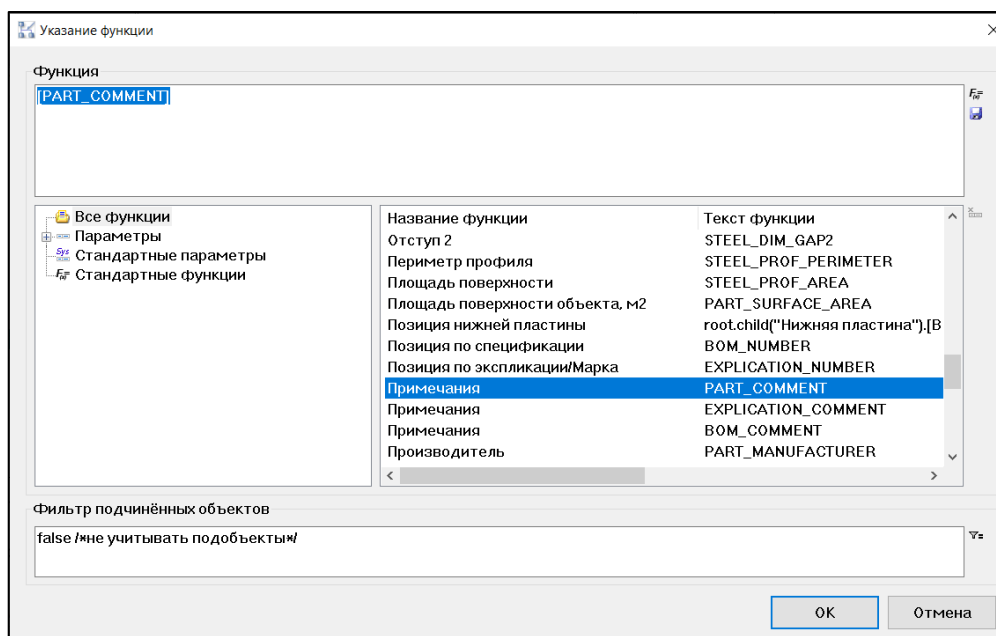 Указание функции
Функция
[PART_COMMENT]
Все функции
Параметры
Стандартные параметры
Стандартные функции
Название функции Текст функции
Отступ 2 STEEL_DIM_GAP2
Периметр профиля STEEL_PROF_PERIMETER
Площадь поверхности STEEL_PROF_AREA
Площадь поверхности объекта, м2 PART_SURFACE_AREA
Позиция нижней пластины root.child("Нижняя пластина").[B
Позиция по спецификации BOM_NUMBER
Позиция по экспликации/Марка EXPLICATION_NUMBER
Примечания PART_COMMENT
Примечания EXPLICATION_COMMENT
Примечания BOM_COMMENT
Производитель PART_MANUFACTURER
Фильтр подчинённых объектов
false /*не учитывать подобъекты*/
OK Отмена